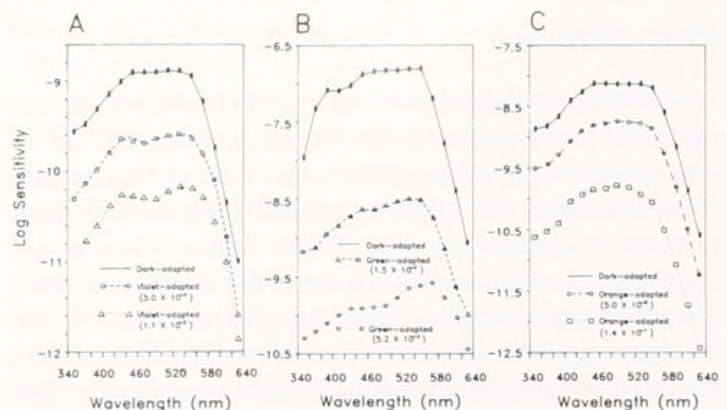 A
B
C
-9
-10
-11
-12
Log Sensitivity
340 400 460 520 580 640
Wavelength (nm)
Dark-adapted
Violet-adapted
Violet-adapted
-6.5
-7.5
-8.5
-9.5
-10.5
340 400 460 520 580 640
Wavelength (nm)
Dark-adapted
Green-adapted
Green-adapted
-7.5
-8.5
-9.5
-10.5
-11.5
-12.5
340 400 460 520 580 640
Wavelength (nm)
Dark-adapted
Orange-adapted
Orange-adapted